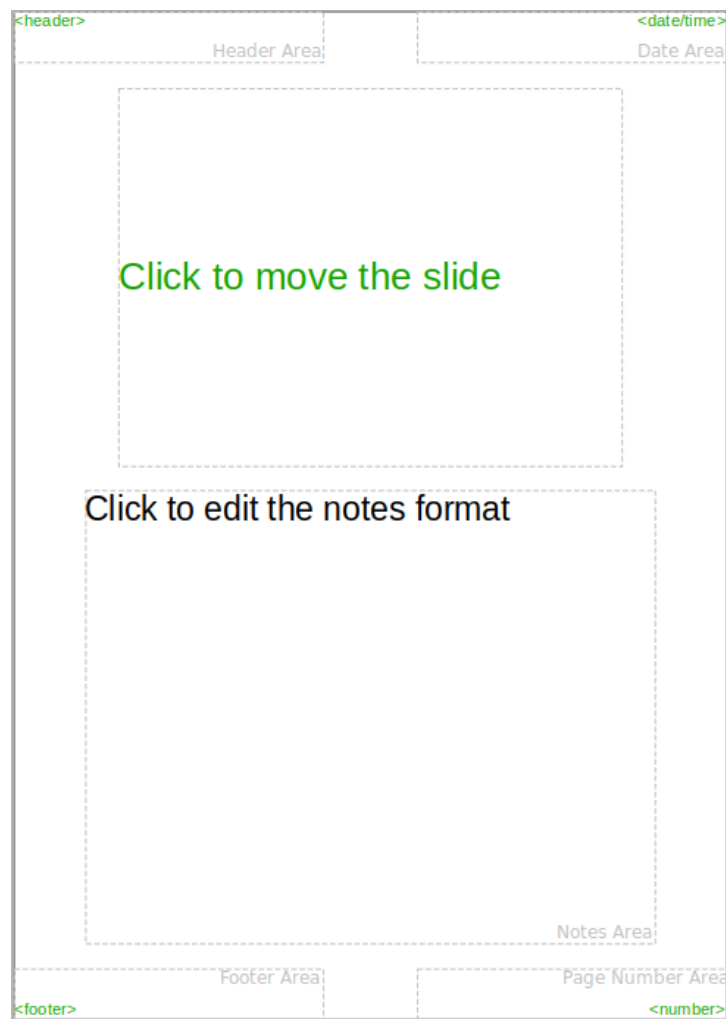 <header>
<date/time>
Header Area
Date Area
Click to move the slide
Click to edit the notes format
Notes Area
Footer Area
Page Number Area
<footer>
<number>